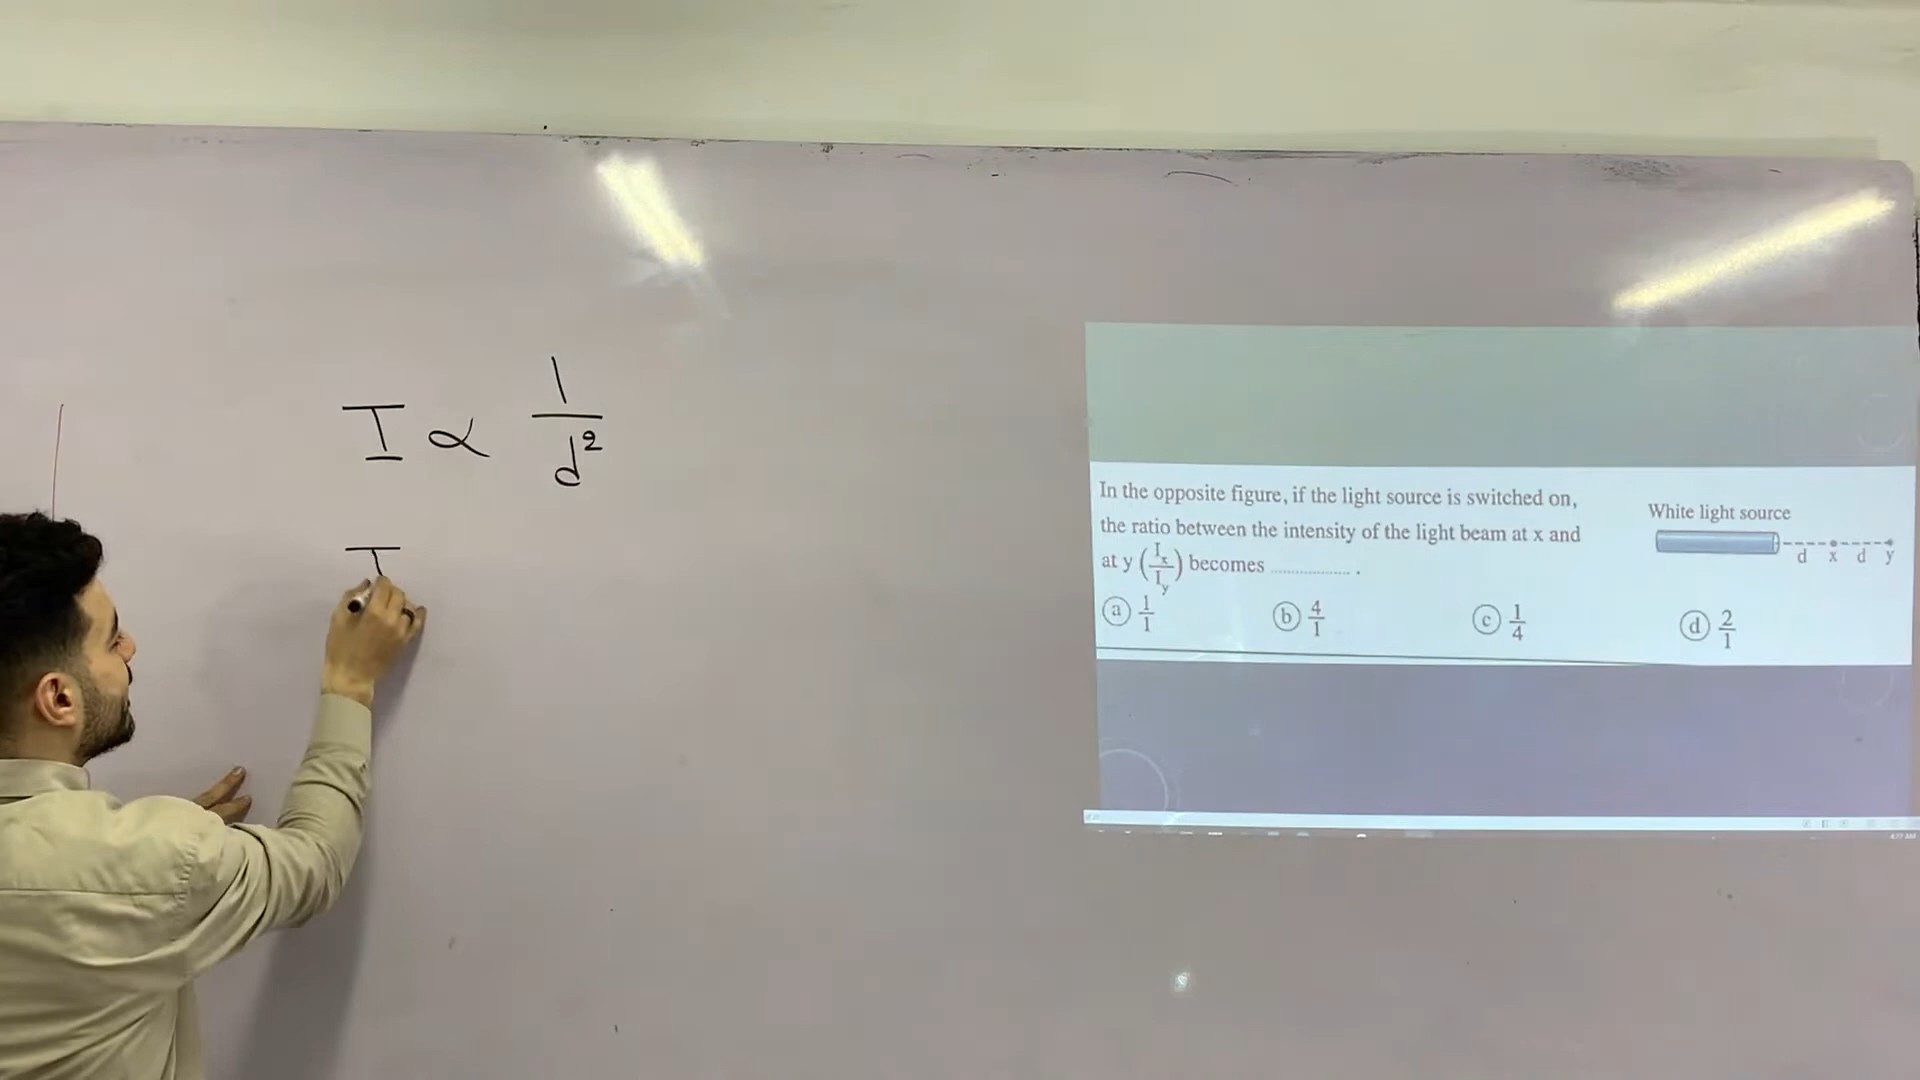 I ∝ 1/d²
I
In the opposite figure, if the light source is switched on,
the ratio between the intensity of the light beam at x and
at y (Iₓ/Iᵧ) becomes .................... .
ⓐ 1/1 ⓑ 4/1 ⓒ 1/4 ⓓ 2/1
White light source
d x d y